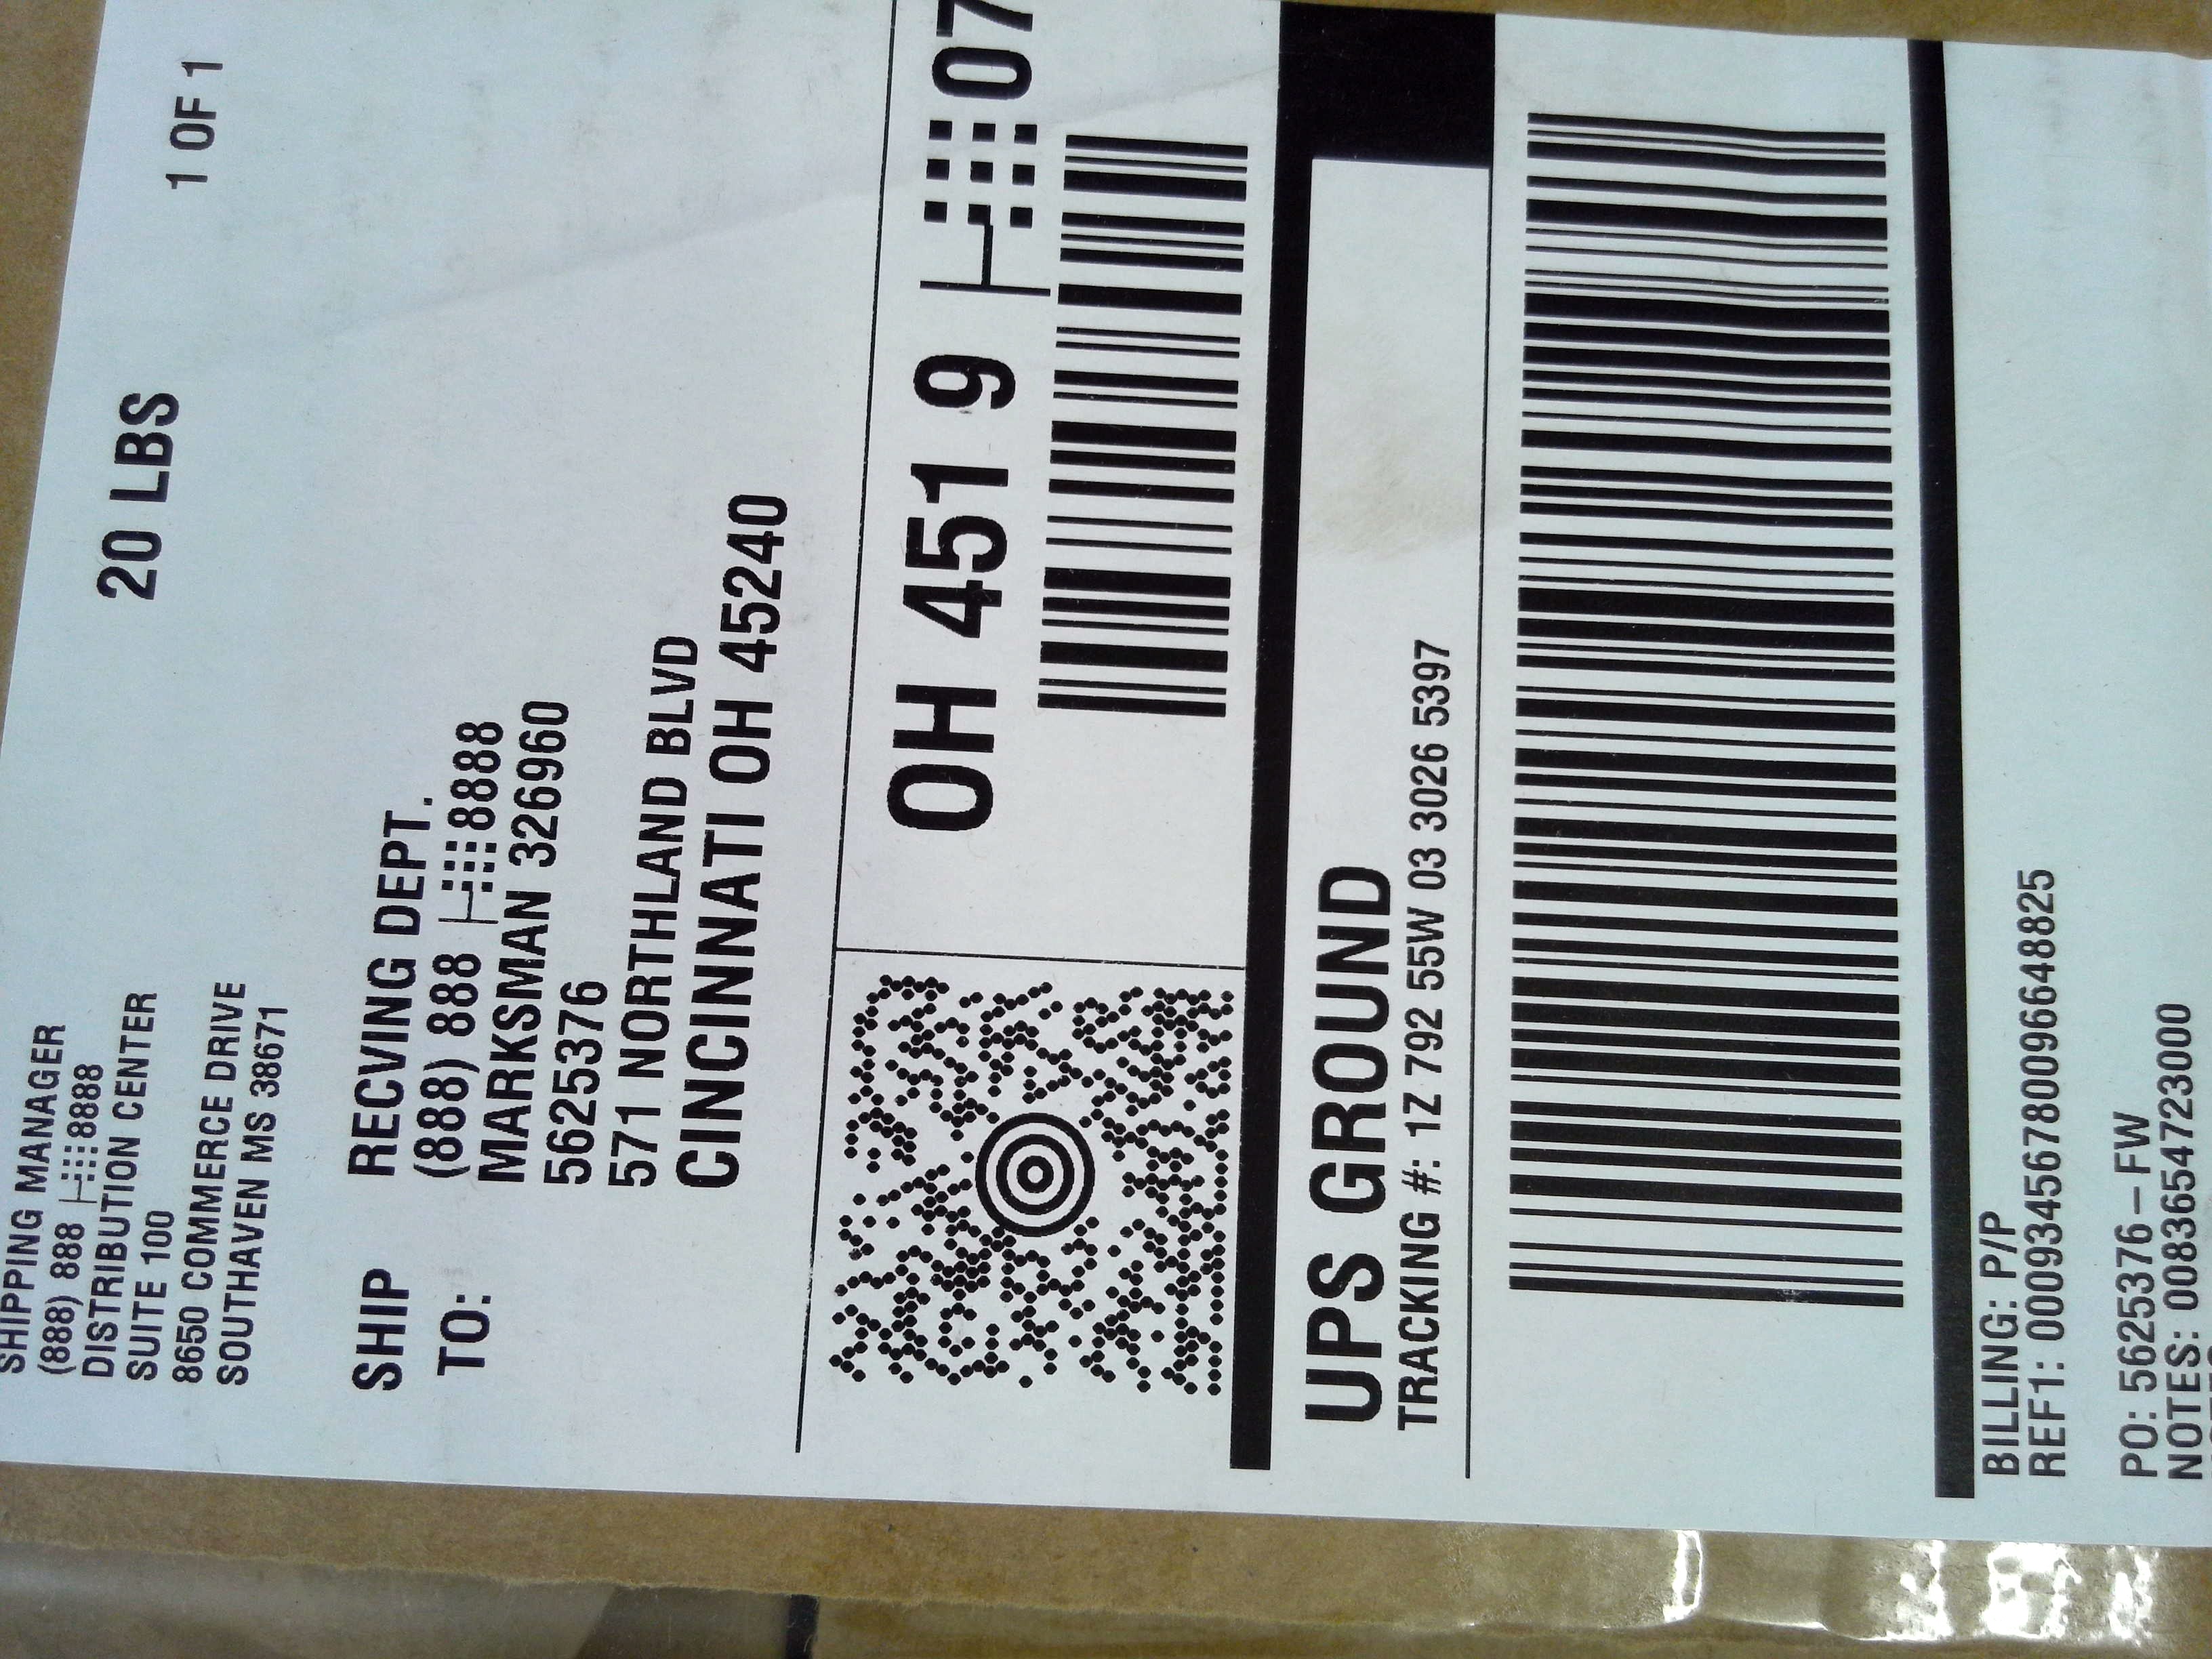 SHIPPING MANAGER
(888) 888 8888
DISTRIBUTION CENTER
SUITE 100
8650 COMMERCE DRIVE
SOUTHAVEN MS 38671
20 LBS
1 OF 1
SHIP
TO:
RECVING DEPT.
(888) 888 8888
MARKSMAN 326960
5625376
571 NORTHLAND BLVD
CINCINNATI OH 45240
OH 451 9 07
UPS GROUND
TRACKING #: 1Z 792 55W 03 3026 5397
BILLING: P/P
REF1: 000934567800096648825
PO: 5625376-FW
NOTES: 0083654723000